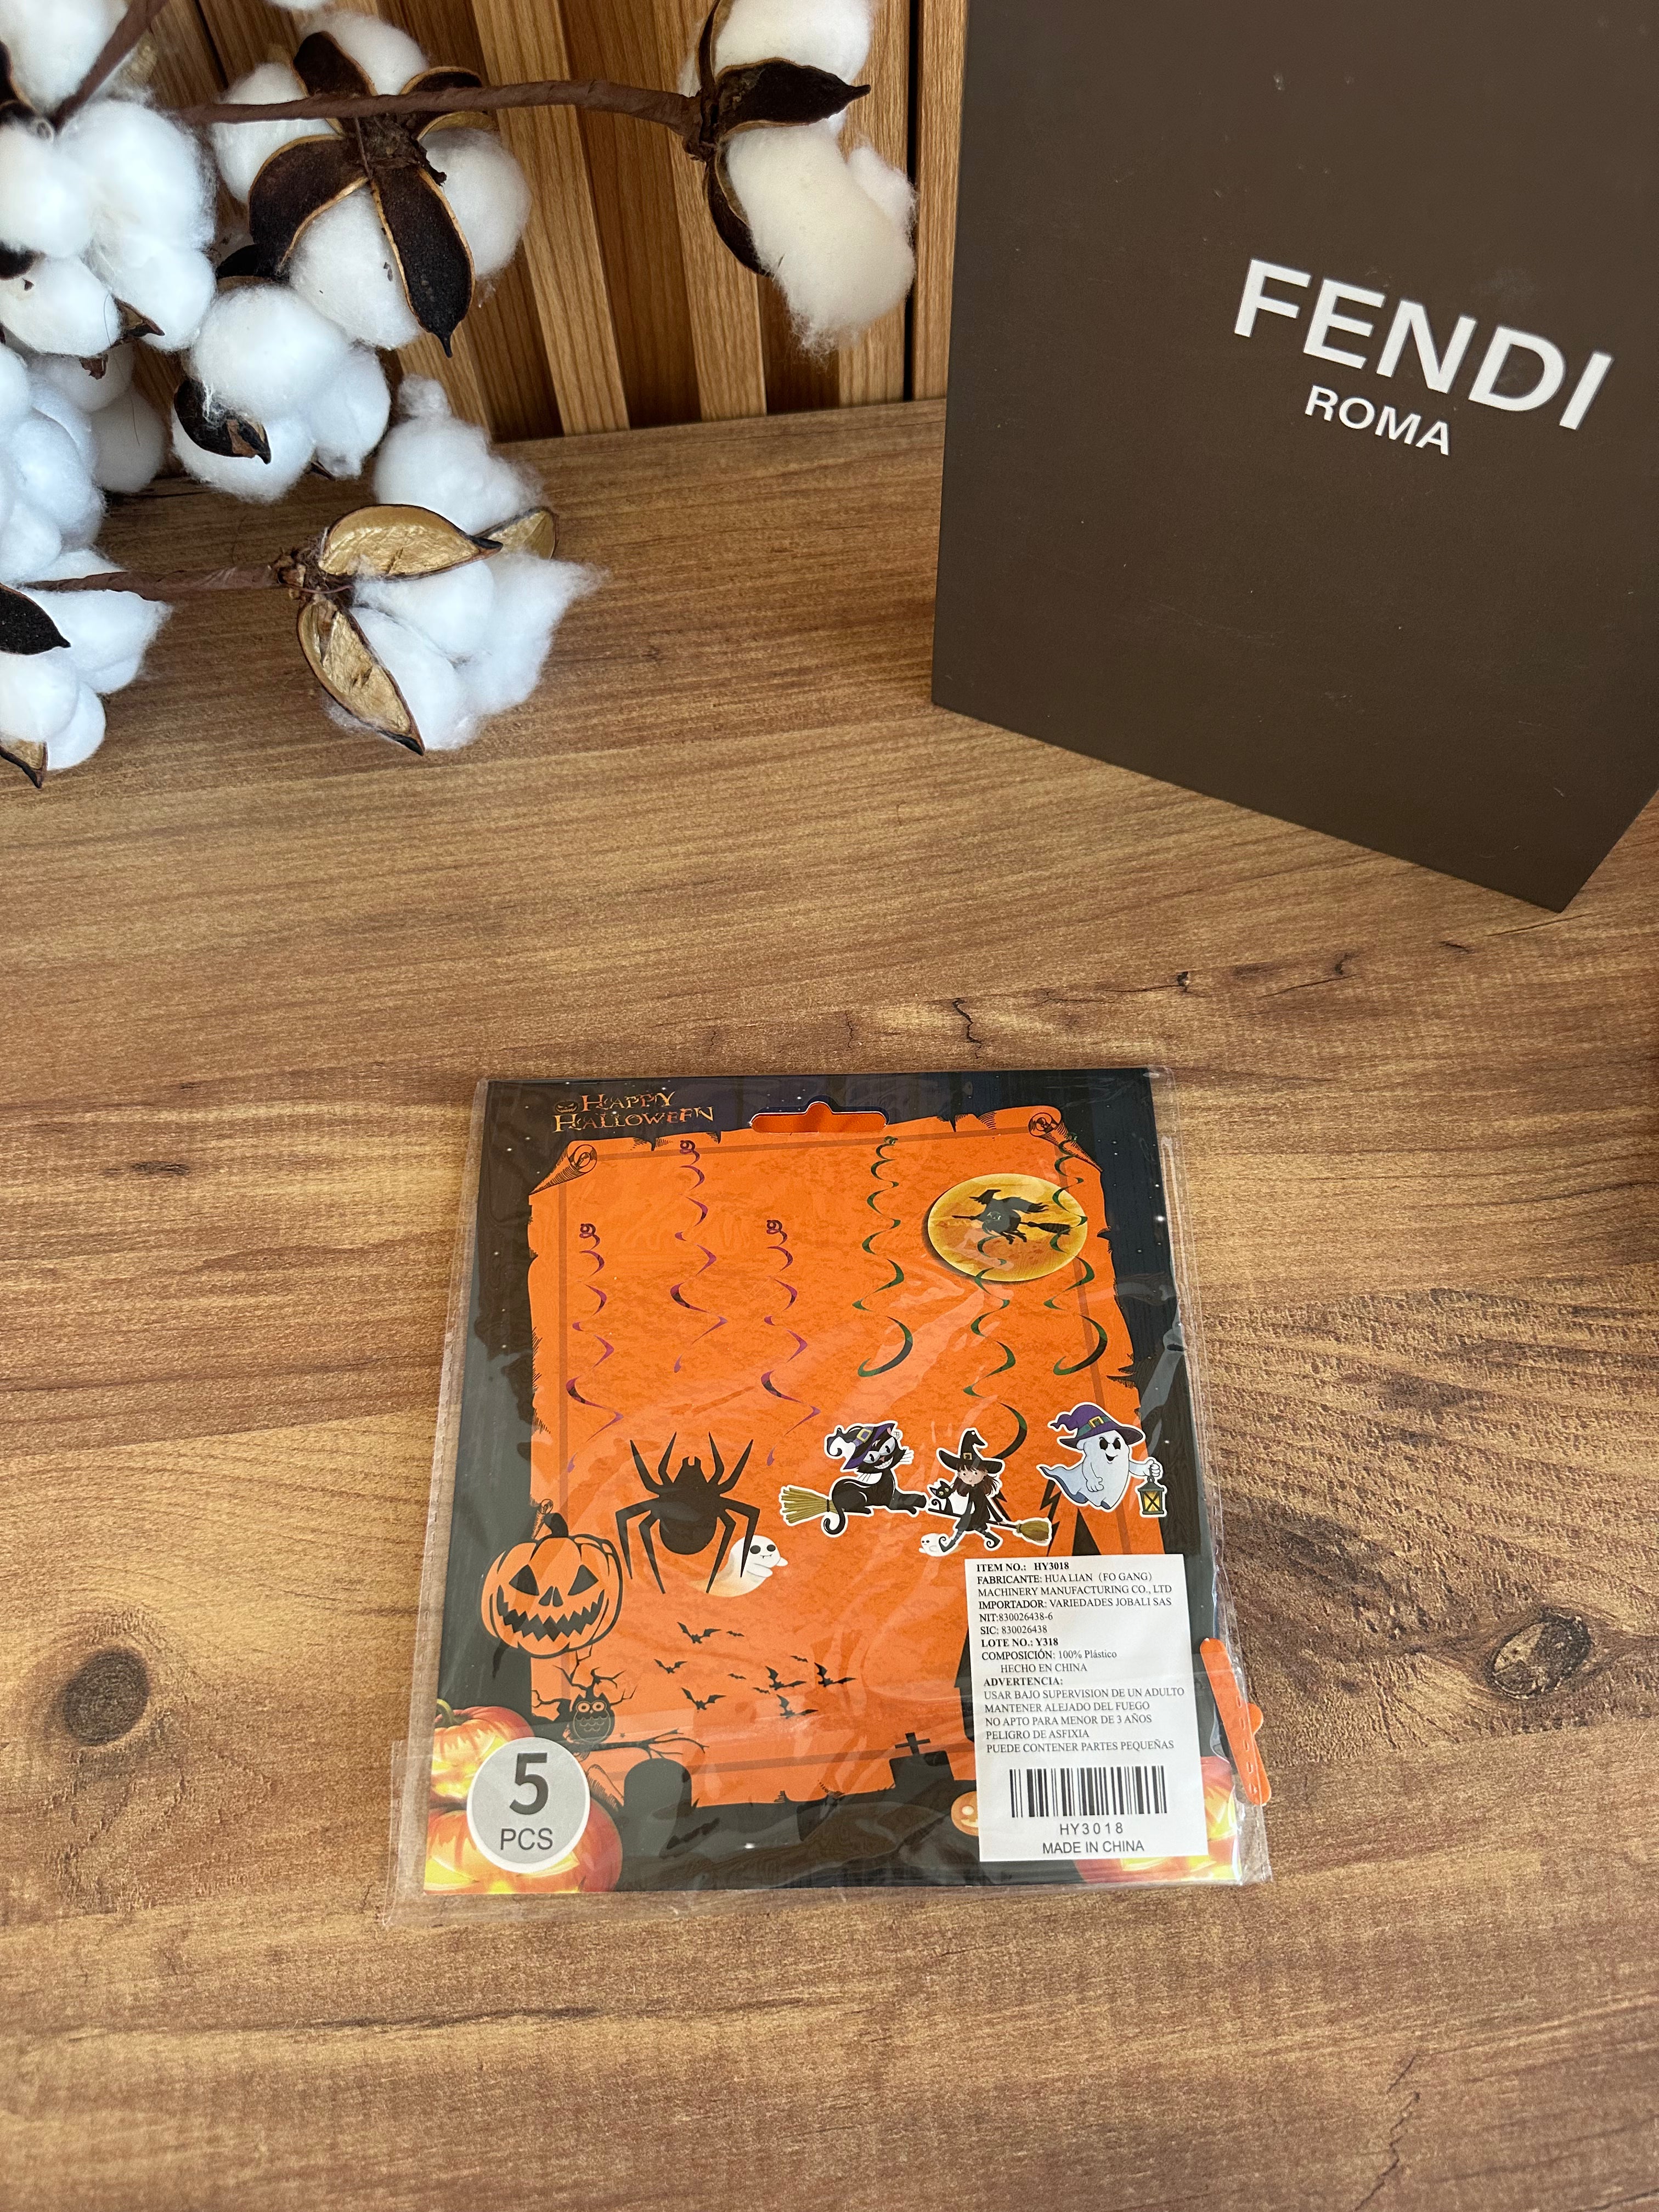 FENDI
ROMA
HAPPY
HALLOWEEN
ITEM NO.: HY3018
FABRICANTE: HUA LIAN (FO GANG)
MACHINERY MANUFACTURING CO., LTD
IMPORTADOR: VARIEDADES JOBALI SAS
NIT:830026438-6
SIC: 830026438
LOTE NO.: Y318
COMPOSICIÓN: 100% Plástico
HECHO EN CHINA
ADVERTENCIA:
USAR BAJO SUPERVISION DE UN ADULTO
MANTENER ALEJADO DEL FUEGO
NO APTO PARA MENOR DE 3 AÑOS
PELIGRO DE ASFIXIA
PUEDE CONTENER PARTES PEQUEÑAS
HY3018
MADE IN CHINA
5
PCS